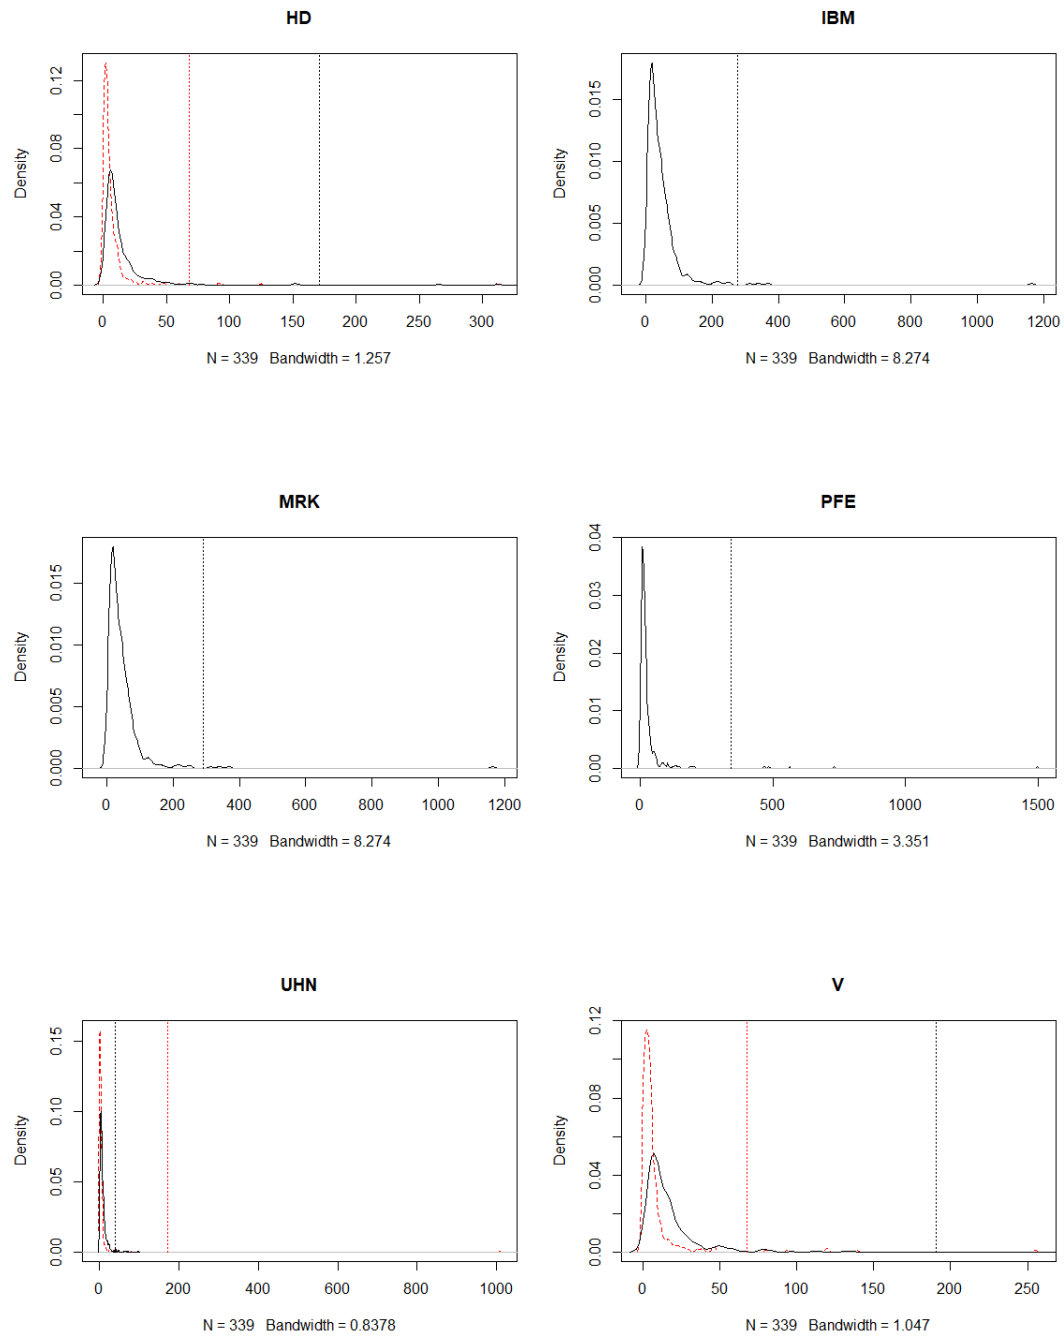 HD
Density
0.00 0.04 0.08 0.12
0 50 100 150 200 250 300
N = 339 Bandwidth = 1.257
IBM
Density
0.000 0.005 0.010 0.015
0 200 400 600 800 1000 1200
N = 339 Bandwidth = 8.274
MRK
Density
0.000 0.005 0.010 0.015
0 200 400 600 800 1000 1200
N = 339 Bandwidth = 8.274
PFE
Density
0.00 0.01 0.02 0.03 0.04
0 500 1000 1500
N = 339 Bandwidth = 3.351
UHN
Density
0.00 0.05 0.10 0.15
0 200 400 600 800 1000
N = 339 Bandwidth = 0.8378
V
Density
0.00 0.04 0.08 0.12
0 50 100 150 200 250
N = 339 Bandwidth = 1.047